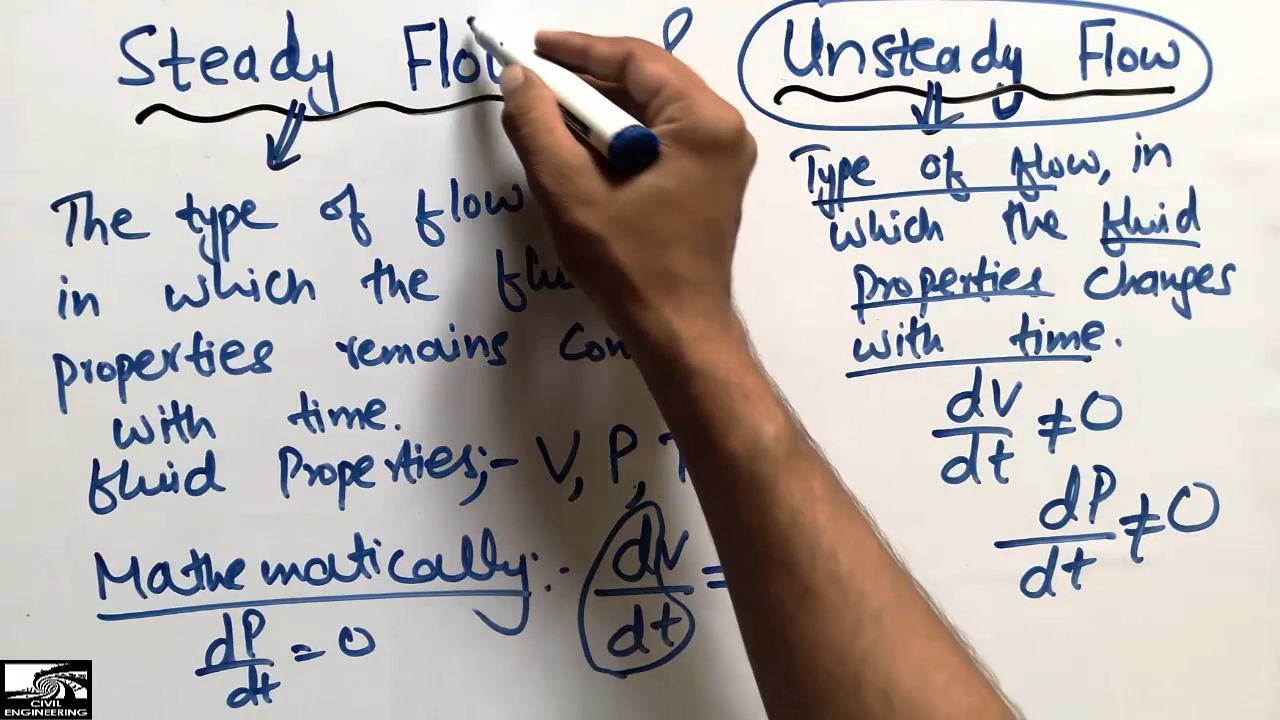 Steady Flow &
The type of flow
in which the
properties remains
with time.
fluid Properties;- V, P,
Mathematically:- dv/dt =
dP/dt = 0
Unsteady Flow
Type of flow, in
which the fluid
properties changes
with time.
dv/dt ≠ 0
dP/dt ≠ 0
CIVIL
ENGINEERING